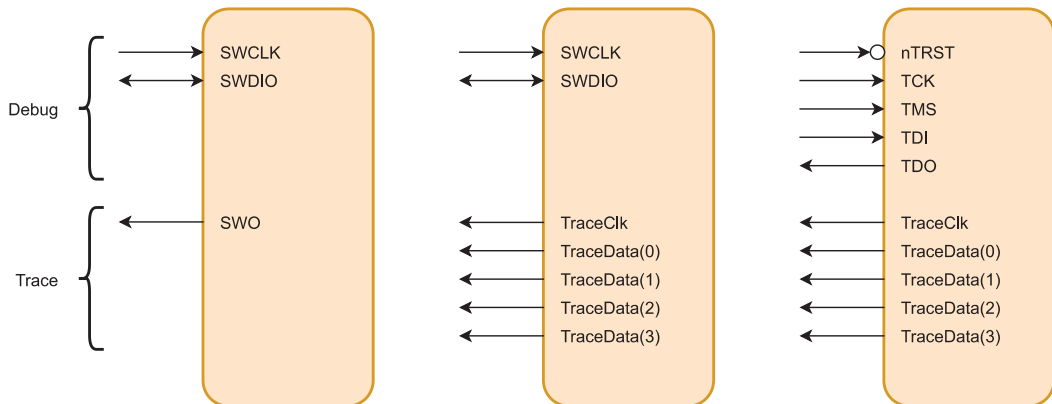 Debug
Trace
SWCLK
SWDIO
SWO
SWCLK
SWDIO
TraceClk
TraceData(0)
TraceData(1)
TraceData(2)
TraceData(3)
nTRST
TCK
TMS
TDI
TDO
TraceClk
TraceData(0)
TraceData(1)
TraceData(2)
TraceData(3)